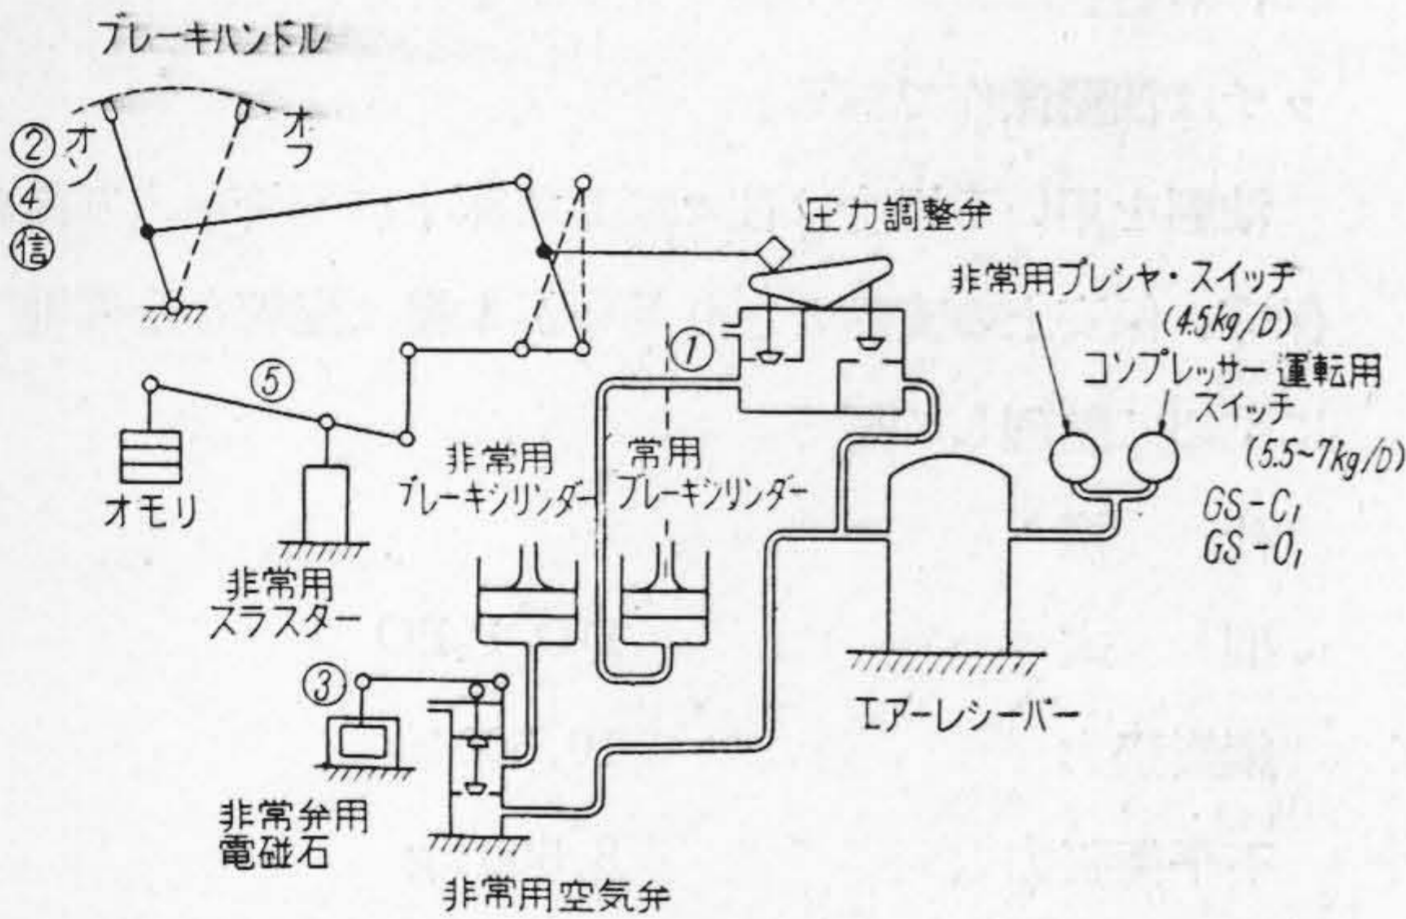 ブレーキハンドル
オン
オフ
②
④
信
圧力調整弁
非常用プレシャ・スイッチ
(4.5kg/□)
コンプレッサー運転用
スイッチ
(5.5~7kg/□)
GS-C₁
GS-O₁
①
⑤
オモリ
非常用
スラスター
非常用
ブレーキシリンダー
常用
ブレーキシリンダー
③
エアーレシーバー
非常弁用
電磁石
非常用空気弁